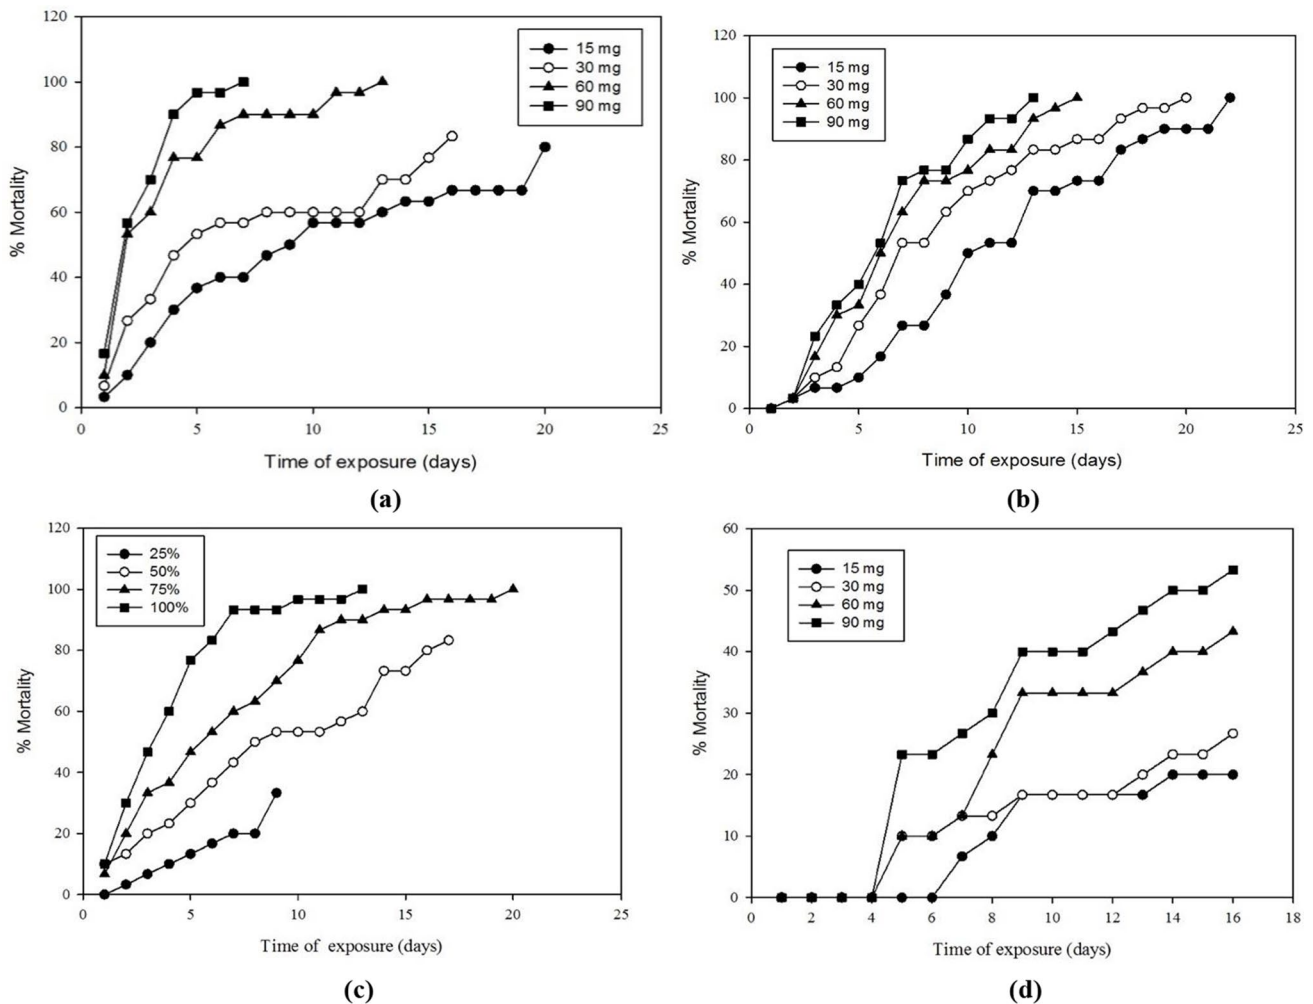 120
100
80
60
40
20
0
% Mortality
15 mg
30 mg
60 mg
90 mg
0 5 10 15 20 25
Time of exposure (days)
(a)
120
100
80
60
40
20
0
% Mortality
15 mg
30 mg
60 mg
90 mg
0 5 10 15 20 25
Time of exposure (days)
(b)
120
100
80
60
40
20
0
% Mortality
25%
50%
75%
100%
0 5 10 15 20 25
Time of exposure (days)
(c)
60
50
40
30
20
10
0
% Mortality
15 mg
30 mg
60 mg
90 mg
0 2 4 6 8 10 12 14 16 18
Time of exposure (days)
(d)